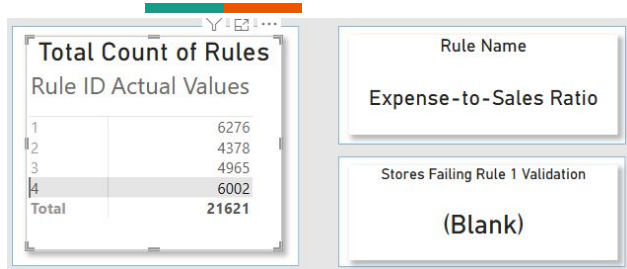 Total Count of Rules
Rule ID Actual Values
1 6276
2 4378
3 4965
4 6002
Total 21621
Rule Name
Expense-to-Sales Ratio
Stores Failing Rule 1 Validation
(Blank)